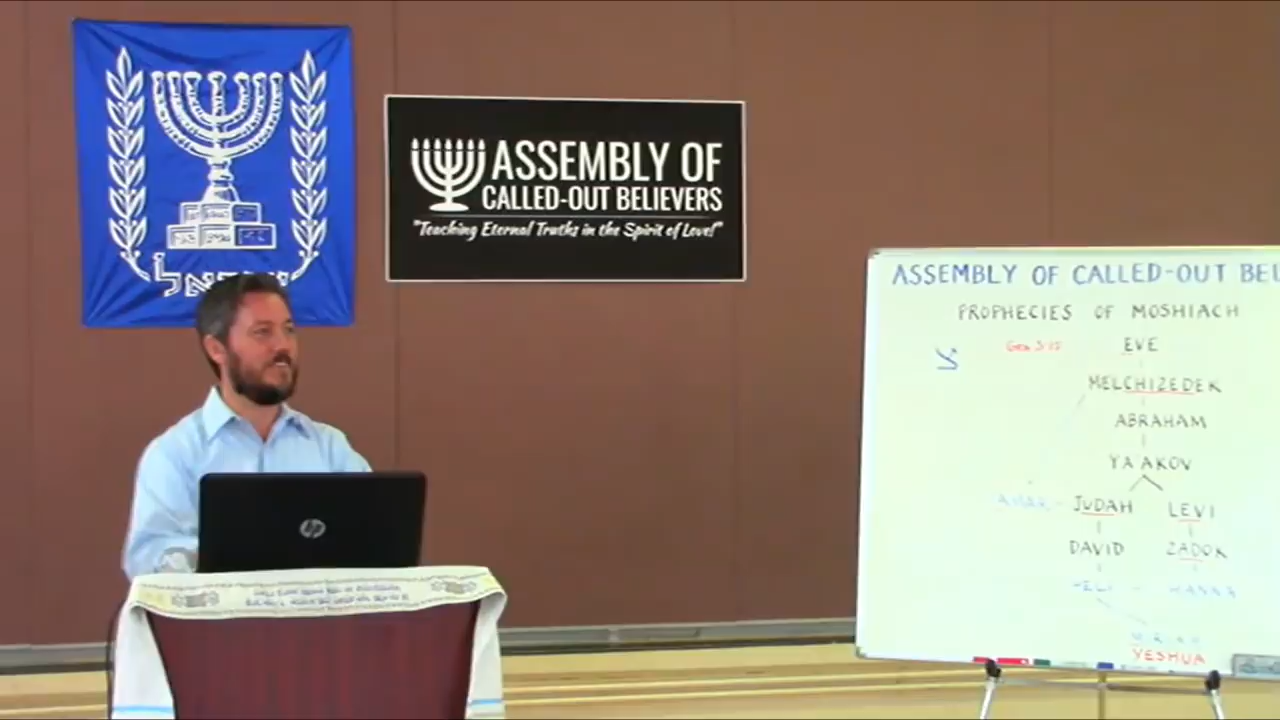 ASSEMBLY OF
CALLED-OUT BELIEVERS
"Teaching Eternal Truths in the Spirit of Love!"
hp
ASSEMBLY OF CALLED-OUT BEL
PROPHECIES OF MOSHIACH
EVE
MELCHIZEDEK
ABRAHAM
YA'AKOV
JUDAH LEVI
DAVID ZADOK
YESHUA